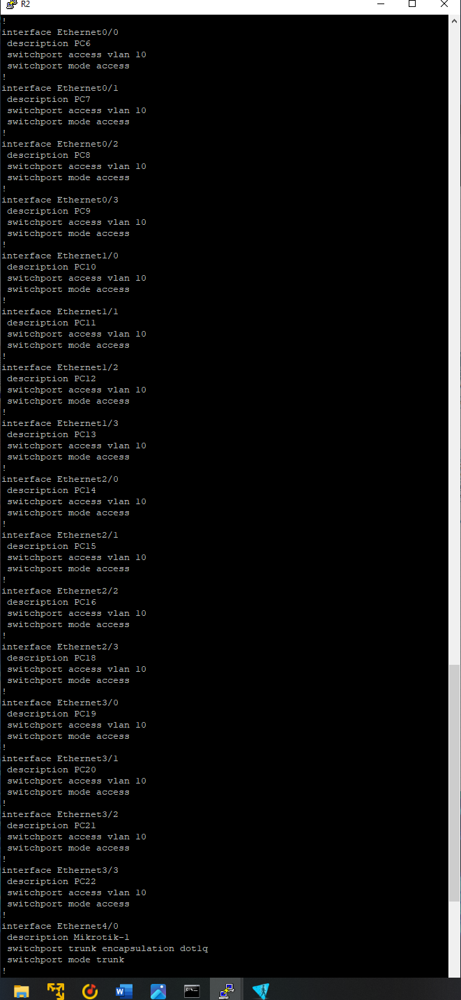 R2
!
interface Ethernet0/0
 description PC6
 switchport access vlan 10
 switchport mode access
!
interface Ethernet0/1
 description PC7
 switchport access vlan 10
 switchport mode access
!
interface Ethernet0/2
 description PC8
 switchport access vlan 10
 switchport mode access
!
interface Ethernet0/3
 description PC9
 switchport access vlan 10
 switchport mode access
!
interface Ethernet1/0
 description PC10
 switchport access vlan 10
 switchport mode access
!
interface Ethernet1/1
 description PC11
 switchport access vlan 10
 switchport mode access
!
interface Ethernet1/2
 description PC12
 switchport access vlan 10
 switchport mode access
!
interface Ethernet1/3
 description PC13
 switchport access vlan 10
 switchport mode access
!
interface Ethernet2/0
 description PC14
 switchport access vlan 10
 switchport mode access
!
interface Ethernet2/1
 description PC15
 switchport access vlan 10
 switchport mode access
!
interface Ethernet2/2
 description PC16
 switchport access vlan 10
 switchport mode access
!
interface Ethernet2/3
 description PC18
 switchport access vlan 10
 switchport mode access
!
interface Ethernet3/0
 description PC19
 switchport access vlan 10
 switchport mode access
!
interface Ethernet3/1
 description PC20
 switchport access vlan 10
 switchport mode access
!
interface Ethernet3/2
 description PC21
 switchport access vlan 10
 switchport mode access
!
interface Ethernet3/3
 description PC22
 switchport access vlan 10
 switchport mode access
!
interface Ethernet4/0
 description Mikrotik-1
 switchport trunk encapsulation dot1q
 switchport mode trunk
!